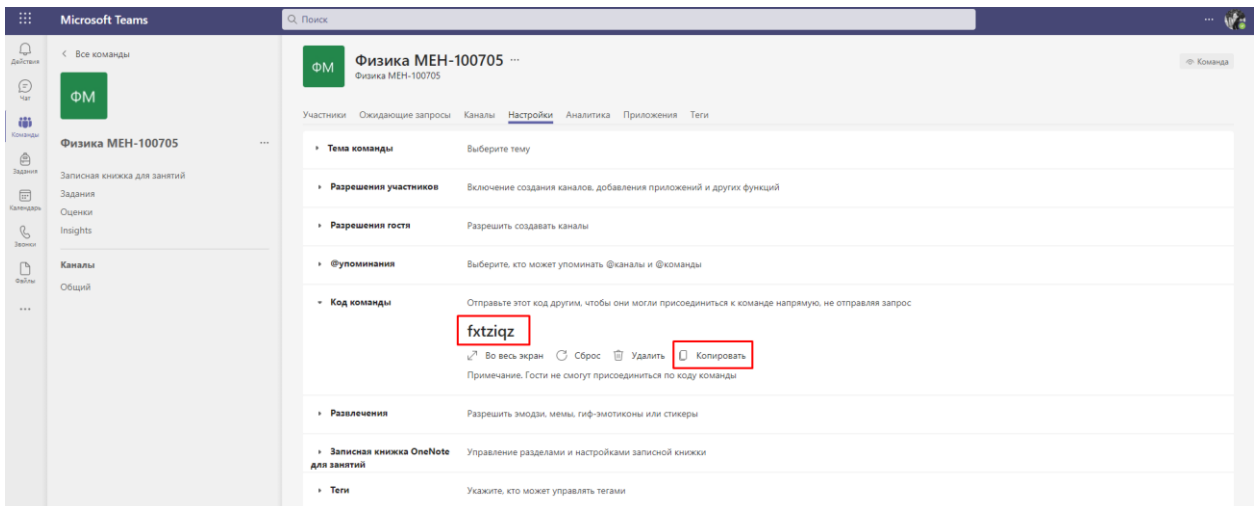 Microsoft Teams
Поиск
Действия
Чат
Команды
Задания
Календарь
Звонки
Файлы
Все команды
ФМ
Физика МЕН-100705
Записная книжка для занятий
Задания
Оценки
Insights
Каналы
Общий
ФМ
Физика МЕН-100705
Физика МЕН-100705
Команда
Участники Ожидающие запросы Каналы Настройки Аналитика Приложения Теги
Тема команды Выберите тему
Разрешения участников Включение создания каналов, добавления приложений и других функций
Разрешения гостя Разрешить создавать каналы
@упоминания Выберите, кто может упоминать @каналы и @команды
Код команды Отправьте этот код другим, чтобы они могли присоединиться к команде напрямую, не отправляя запрос
fxtziqz
Во весь экран Сброс Удалить Копировать
Примечание. Гости не смогут присоединиться по коду команды
Развлечения Разрешить эмодзи, мемы, гиф-эмотиконы или стикеры
Записная книжка OneNote Управление разделами и настройками записной книжки
для занятий
Теги Укажите, кто может управлять тегами